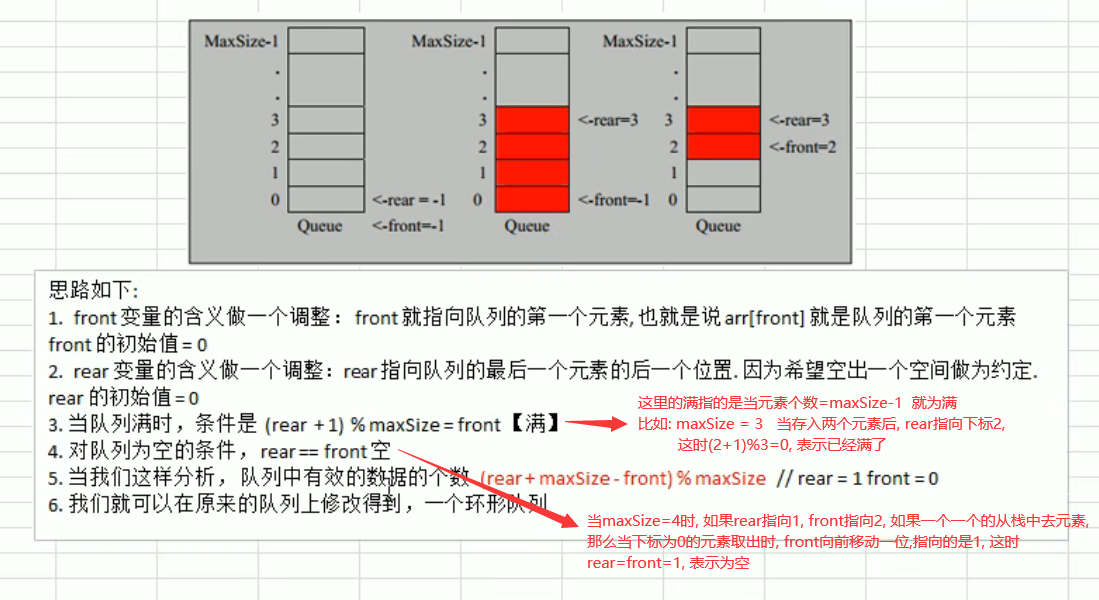 MaxSize-1 MaxSize-1 MaxSize-1
. . .
. . .
3 3 <-rear=3 3 <-rear=3
2 2 2 <-front=2
1 1 1
0 <-rear = -1 0 <-front=-1 0
Queue <-front=-1 Queue Queue
思路如下:
1. front 变量的含义做一个调整：front 就指向队列的第一个元素, 也就是说 arr[front] 就是队列的第一个元素
front 的初始值 = 0
2. rear 变量的含义做一个调整：rear 指向队列的最后一个元素的后一个位置. 因为希望空出一个空间做为约定.
rear 的初始值 = 0
3. 当队列满时，条件是 (rear + 1) % maxSize = front【满】
4. 对队列为空的条件，rear == front 空
5. 当我们这样分析，队列中有效的数据的个数 (rear + maxSize - front) % maxSize // rear = 1 front = 0
6. 我们就可以在原来的队列上修改得到，一个环形队列
这里的满指的是当元素个数=maxSize-1 就为满
比如: maxSize = 3 当存入两个元素后, rear指向下标2,
这时(2+1)%3=0, 表示已经满了
当maxSize=4时, 如果rear指向1, front指向2, 如果一个一个的从栈中去元素,
那么当下标为0的元素取出时, front向前移动一位,指向的是1, 这时
rear=front=1, 表示为空